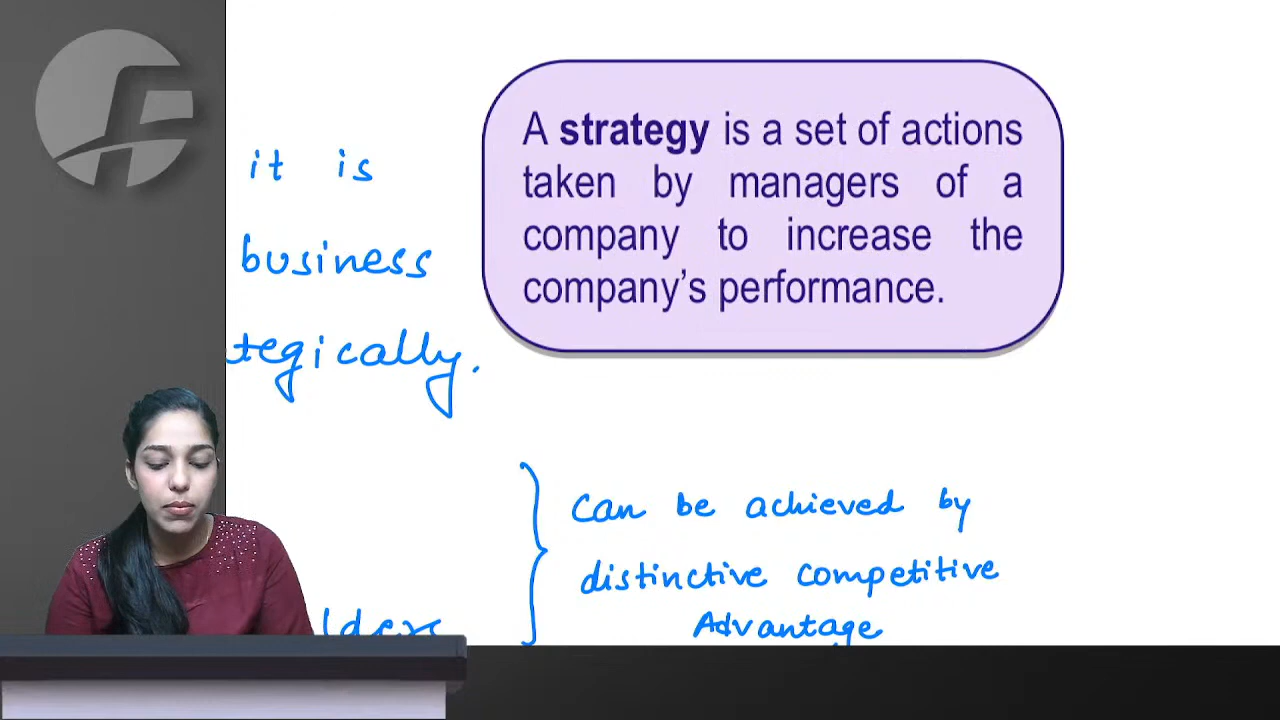 it is
business
tegically.
A strategy is a set of actions
taken by managers of a
company to increase the
company's performance.
can be achieved by
distinctive competitive
Advantage
lders